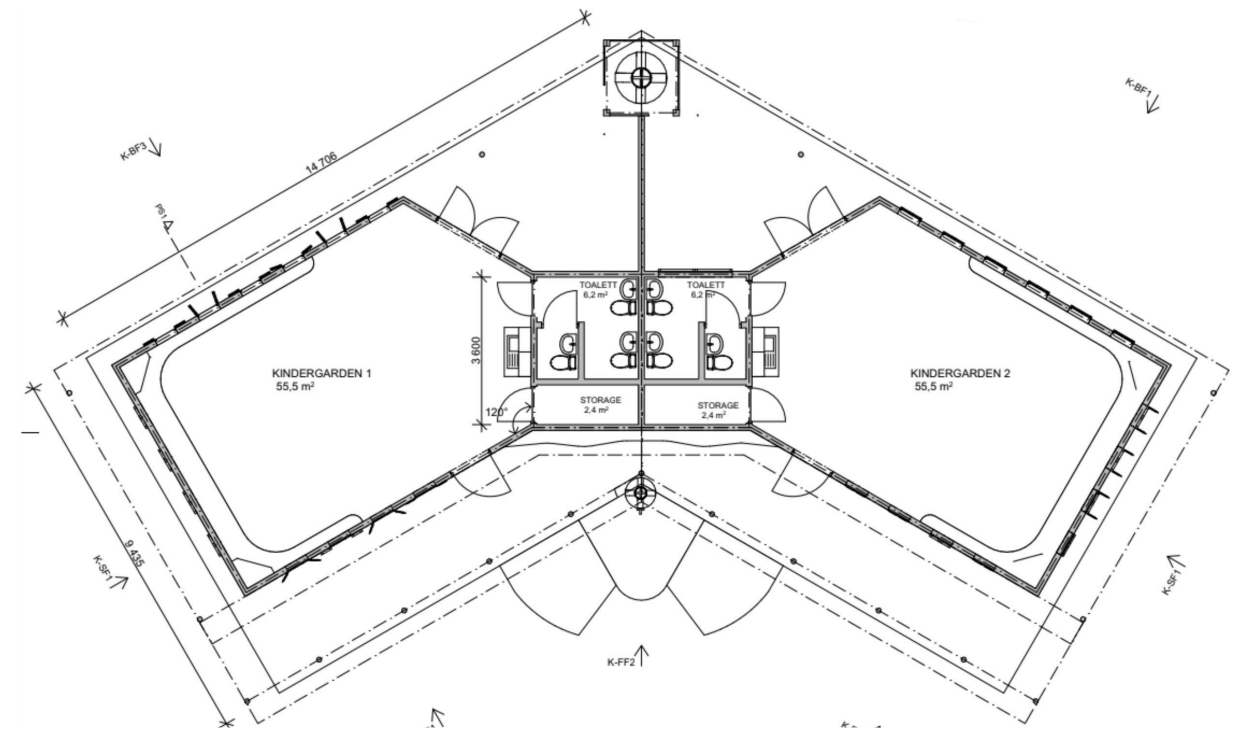 K-BF1
K-BF3
14 706
PS1
TOALETT
6,2 m²
TOALETT
6,2 m²
3 600
KINDERGARDEN 1
55,5 m²
KINDERGARDEN 2
55,5 m²
STORAGE
2,4 m²
STORAGE
2,4 m²
120°
9 435
K-SF1
K-SF1
K-FF2